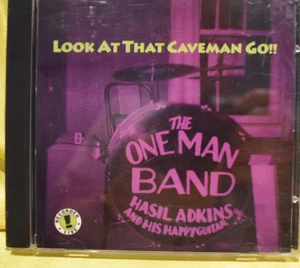 LOOK AT THAT CAVEMAN GO!!
THE
ONE MAN
BAND
HASIL ADKINS
AND HIS HAPPY GUITAR